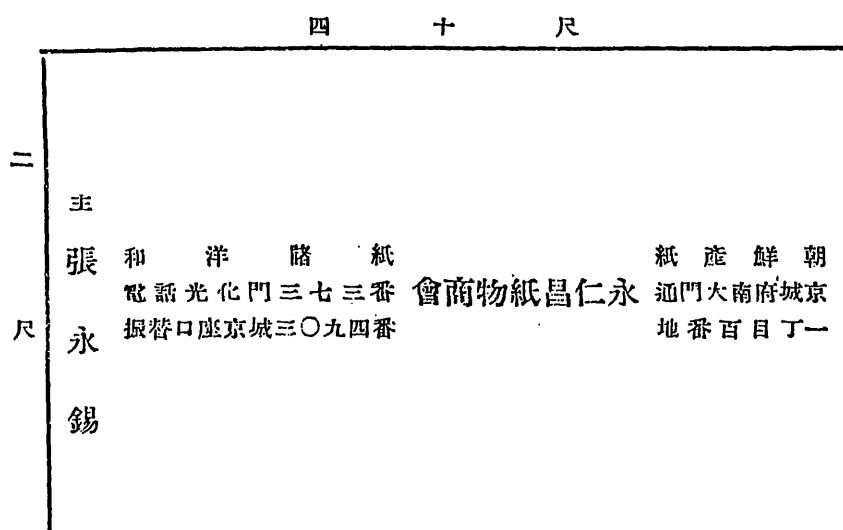 四十尺
朝鮮産紙
京城府南大門通
一丁目百番地
永仁昌紙物商會
和洋諸紙
電話光化門三七三番
振替口座京城三〇九四番
主張永錫
二尺